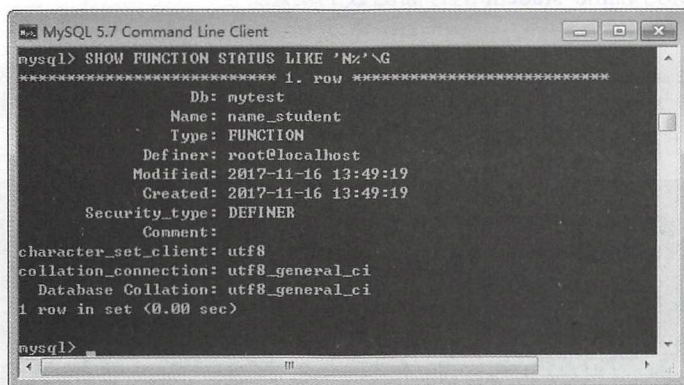 MySQL 5.7 Command Line Client
mysql> SHOW FUNCTION STATUS LIKE 'N%'\G
*************************** 1. row ***************************
Db: mytest
Name: name_student
Type: FUNCTION
Definer: root@localhost
Modified: 2017-11-16 13:49:19
Created: 2017-11-16 13:49:19
Security_type: DEFINER
Comment:
character_set_client: utf8
collation_connection: utf8_general_ci
Database Collation: utf8_general_ci
1 row in set (0.00 sec)
mysql>